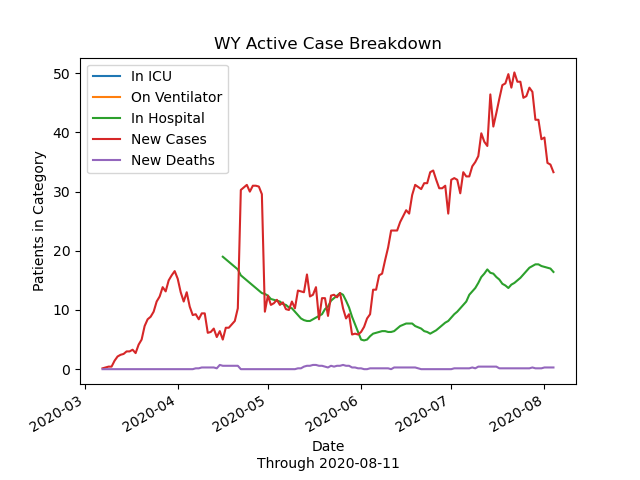 WY Active Case Breakdown
In ICU
On Ventilator
In Hospital
New Cases
New Deaths
Patients in Category
50
40
30
20
10
0
2020-03
2020-04
2020-05
2020-06
2020-07
2020-08
Date
Through 2020-08-11